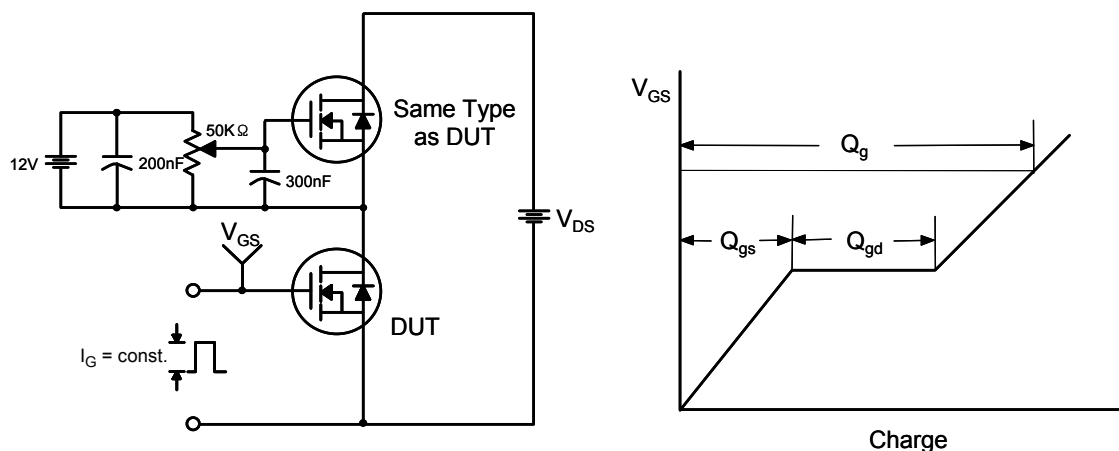 12V
200nF
50KΩ
300nF
Same Type
as DUT
V_DS
V_GS
DUT
I_G = const.
V_GS
Q_g
Q_gs
Q_gd
Charge